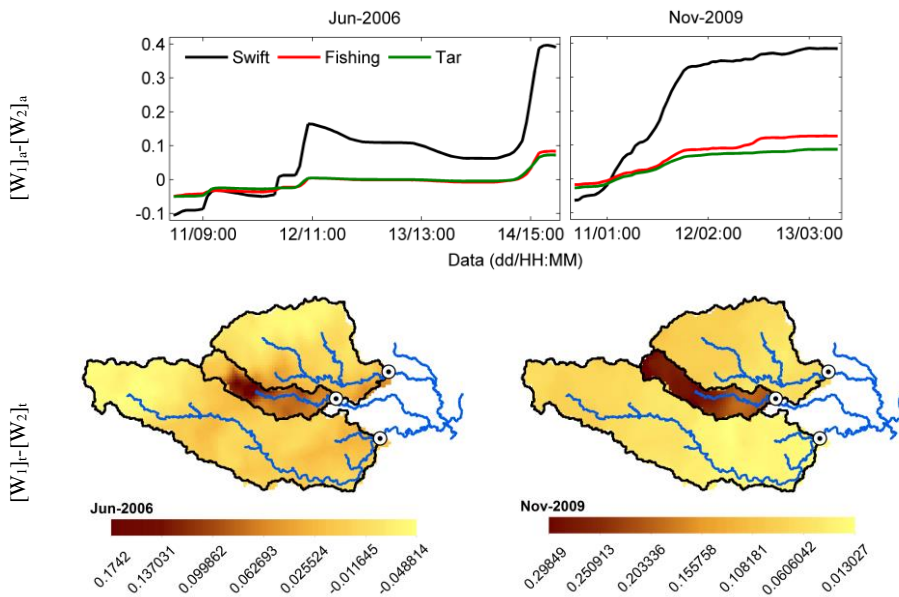 Jun-2006 Nov-2009
0.4
0.3
0.2
0.1
0
-0.1
Swift Fishing Tar
[W1]a-[W2]a
11/09:00 12/11:00 13/13:00 14/15:00 11/01:00 12/02:00 13/03:00
Data (dd/HH:MM)
[W1]t-[W2]t
Jun-2006
0.1742 0.137031 0.099862 0.062693 0.025524 -0.011645 -0.048814
Nov-2009
0.29849 0.250913 0.203336 0.155758 0.108181 0.0606042 0.013027